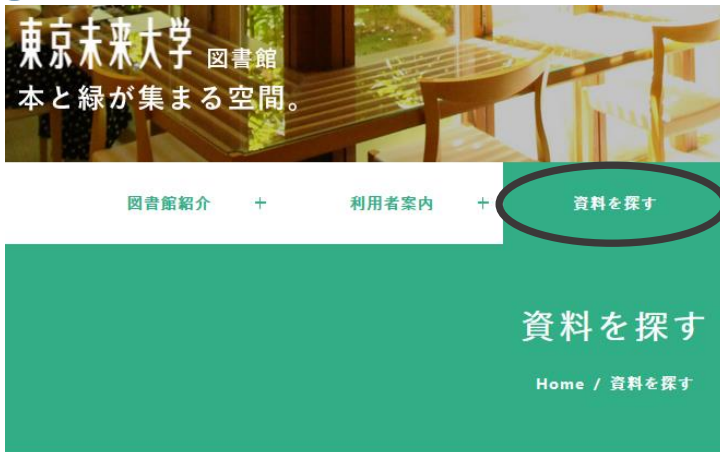 東京未来大学 図書館
本と緑が集まる空間。
図書館紹介 + 利用者案内 + 資料を探す
資料を探す
Home / 資料を探す